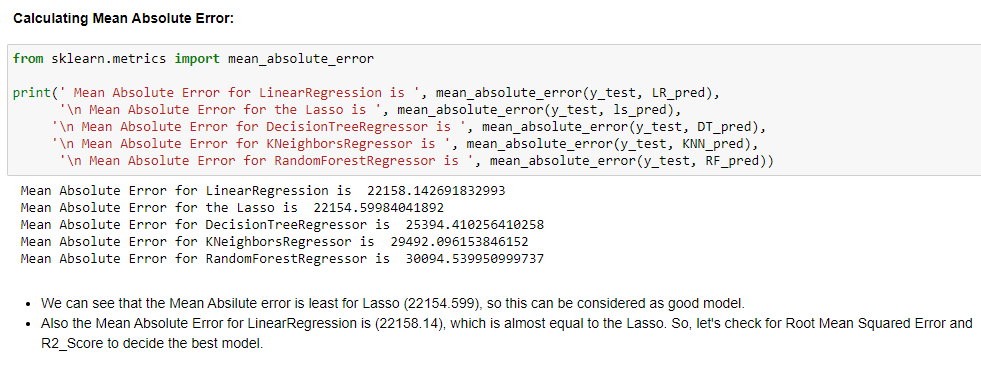 Calculating Mean Absolute Error:
from sklearn.metrics import mean_absolute_error
print(' Mean Absolute Error for LinearRegression is ', mean_absolute_error(y_test, LR_pred),
'\n Mean Absolute Error for the Lasso is ', mean_absolute_error(y_test, ls_pred),
'\n Mean Absolute Error for DecisionTreeRegressor is ', mean_absolute_error(y_test, DT_pred),
'\n Mean Absolute Error for KNeighborsRegressor is ', mean_absolute_error(y_test, KNN_pred),
'\n Mean Absolute Error for RandomForestRegressor is ', mean_absolute_error(y_test, RF_pred))
Mean Absolute Error for LinearRegression is  22158.142691832993
Mean Absolute Error for the Lasso is  22154.59984041892
Mean Absolute Error for DecisionTreeRegressor is  25394.410256410258
Mean Absolute Error for KNeighborsRegressor is  29492.096153846152
Mean Absolute Error for RandomForestRegressor is  30094.539950999737
• We can see that the Mean Absilute error is least for Lasso (22154.599), so this can be considered as good model.
• Also the Mean Absolute Error for LinearRegression is (22158.14), which is almost equal to the Lasso. So, let's check for Root Mean Squared Error and
R2_Score to decide the best model.